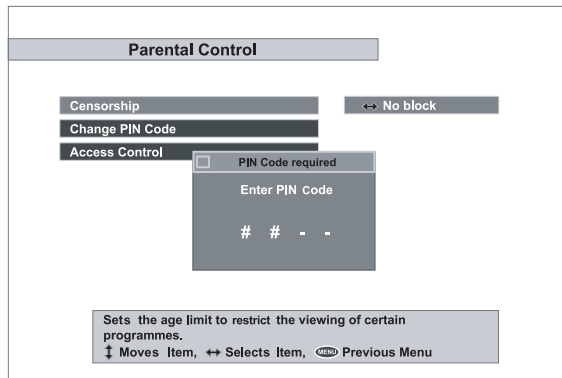 Parental Control
Censorship
↔ No block
Change PIN Code
Access Control
PIN Code required
Enter PIN Code
# # - -
Sets the age limit to restrict the viewing of certain
programmes.
↕ Moves Item, ↔ Selects Item, MENU Previous Menu